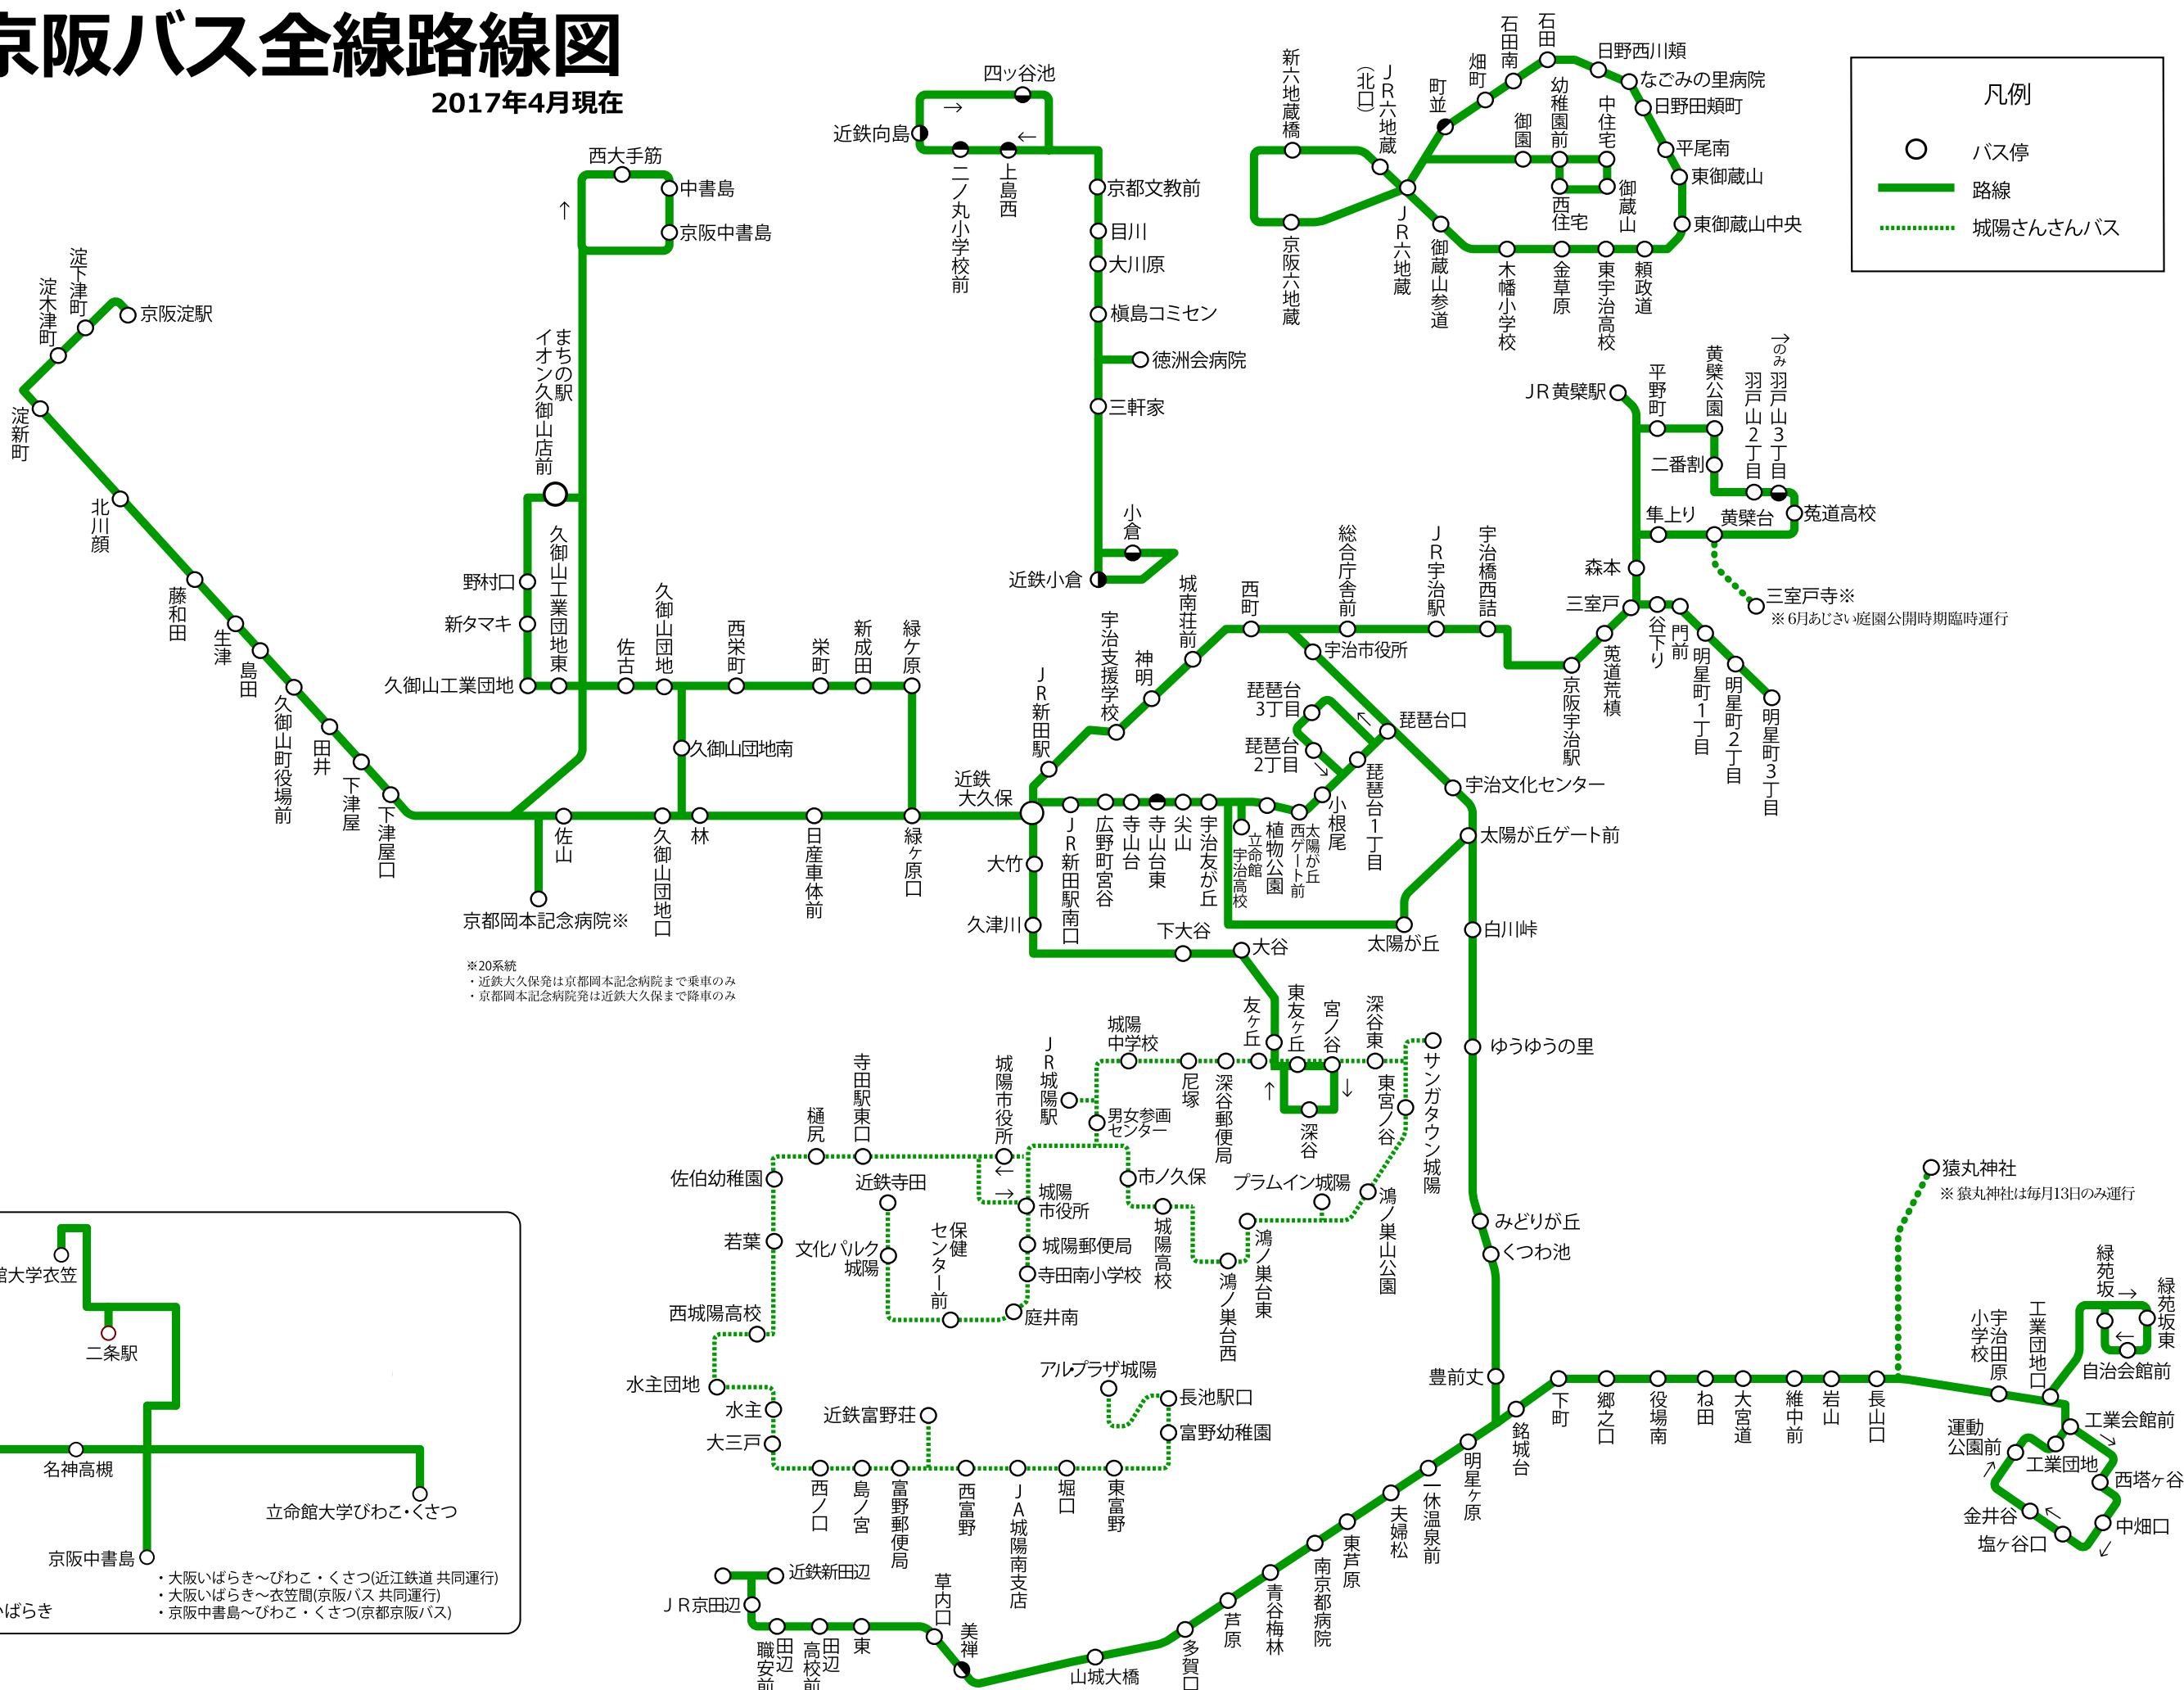 京阪バス全線路線図
2017年4月現在
凡例
バス停
路線
城陽さんさんバス
四ッ谷池
近鉄向島
二ノ丸小学校前
上島西
京都文教前
目川
大川原
槇島コミセン
徳洲会病院
三軒家
小倉
近鉄小倉
新六地蔵橋
JR六地蔵
(北口)
町並
畑町
石田南
石田
日野西川頬
なごみの里病院
日野田頬町
平尾南
東御蔵山
東御蔵山中央
御園
幼稚園前
中住宅
西住宅
御蔵山
京阪六地蔵
JR六地蔵
御蔵山参道
木幡小学校
金草原
東宇治高校
頼政道
西大手筋
中書島
京阪中書島
淀下津町
淀木津町
京阪淀駅
淀新町
北川顔
藤和田
生津
島田
久御山町役場前
田井
下津屋
下津屋口
まちの駅
イオン久御山店前
野村口
新タマキ
久御山工業団地
久御山工業団地東
佐古
久御山団地
西栄町
栄町
新成田
緑ケ原
久御山団地南
佐山
久御山団地口
林
日産車体前
緑ヶ原口
京都岡本記念病院※
※20系統
・近鉄大久保発は京都岡本記念病院まで乗車のみ
・京都岡本記念病院発は近鉄大久保まで降車のみ
近鉄
大久保
JR新田駅
宇治支援学校
神明
城南荘前
西町
総合庁舎前
JR宇治駅
宇治橋西詰
宇治市役所
京阪宇治駅
菟道荒槙
三室戸
谷下り
門前
明星町1丁目
明星町2丁目
明星町3丁目
森本
JR黄檗駅
平野町
黄檗公園
二番割
羽戸山2丁目
→のみ 羽戸山3丁目
菟道高校
隼上り
黄檗台
三室戸寺※
※ 6月あじさい庭園公開時期臨時運行
琵琶台
3丁目
琵琶台
2丁目
琵琶台口
琵琶台1丁目
小根尾
宇治文化センター
太陽が丘ゲート前
JR新田駅南口
広野町宮谷
寺山台
寺山台東
尖山
宇治友が丘
立命館
宇治高校
植物公園
太陽が丘
西ゲート前
太陽が丘
大竹
久津川
下大谷
大谷
白川峠
ゆうゆうの里
みどりが丘
くつわ池
豊前丈
友ヶ丘
東友ヶ丘
宮ノ谷
深谷東
深谷
東宮ノ谷
サンガタウン城陽
城陽
中学校
尼塚
深谷郵便局
JR城陽駅
男女参画
センター
城陽市役所
寺田駅東口
樋尻
佐伯幼稚園
若葉
西城陽高校
水主団地
水主
大三戸
近鉄寺田
文化パルク
城陽
保健
センター前
庭井南
寺田南小学校
城陽郵便局
城陽
市役所
市ノ久保
城陽高校
鴻ノ巣台西
鴻ノ巣台東
プラムイン城陽
鴻ノ巣山公園
アル・プラザ城陽
長池駅口
富野幼稚園
近鉄富野荘
西ノ口
島ノ宮
富野郵便局
西富野
JA城陽南支店
堀口
東富野
近鉄新田辺
JR京田辺
田辺
職安前
田辺
高校前
東
草内口
美禅
山城大橋
多賀口
芦原
青谷梅林
南京都病院
東芦原
夫婦松
一休温泉前
明星ヶ原
銘城台
下町
郷之口
役場南
ね田
大宮道
維中前
岩山
長山口
猿丸神社
※ 猿丸神社は毎月13日のみ運行
宇治田原
小学校
工業団地口
緑苑坂
緑苑坂東
自治会館前
工業会館前
運動
公園前
工業団地
西塔ヶ谷
金井谷
中畑口
塩ヶ谷口
館大学衣笠
二条駅
名神高槻
立命館大学びわこ・くさつ
京阪中書島
いばらき
・大阪いばらき～びわこ・くさつ(近江鉄道 共同運行)
・大阪いばらき～衣笠間(京阪バス 共同運行)
・京阪中書島～びわこ・くさつ(京都京阪バス)